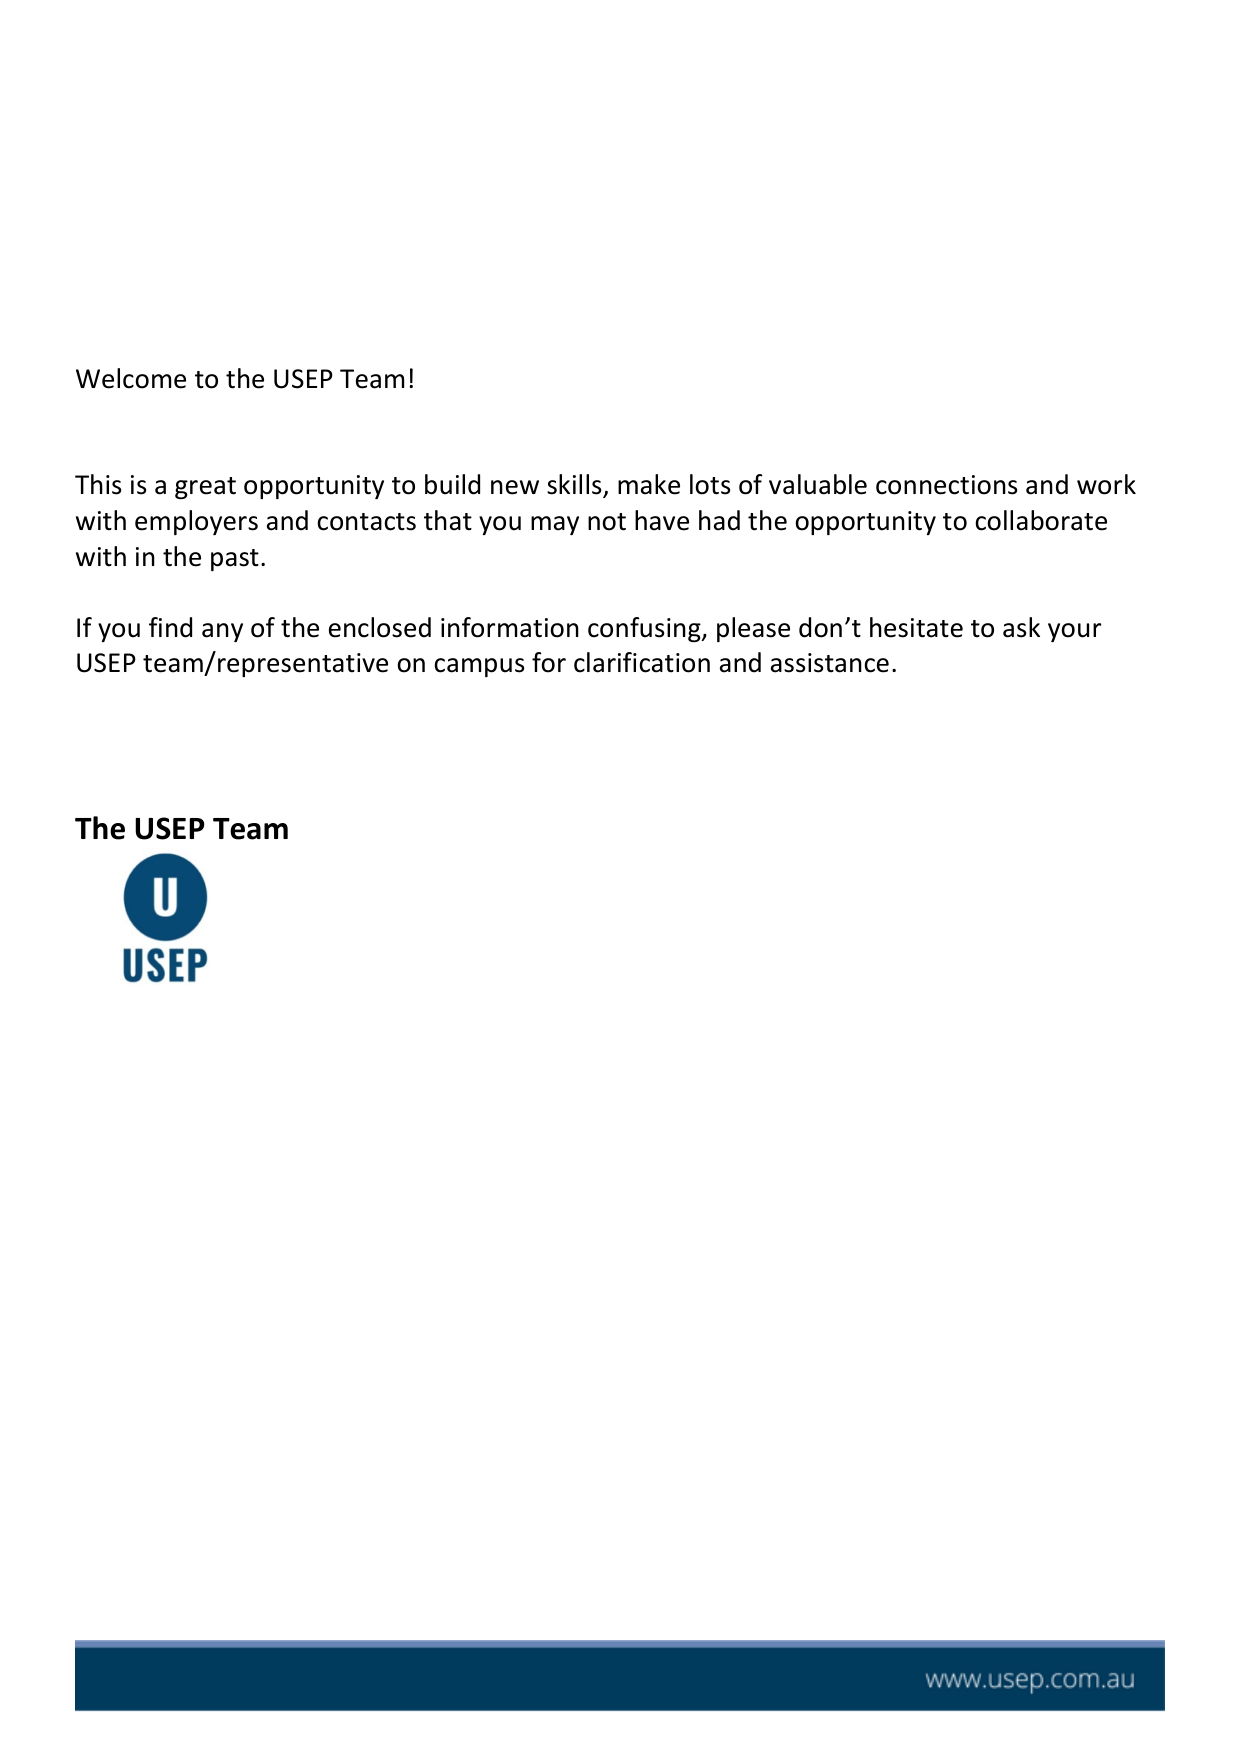 Welcome to the USEP Team!
This is a great opportunity to build new skills, make lots of valuable connections and work
with employers and contacts that you may not have had the opportunity to collaborate
with in the past.
If you find any of the enclosed information confusing, please don’t hesitate to ask your
USEP team/representative on campus for clarification and assistance.
The USEP Team
U
USEP
www.usep.com.au